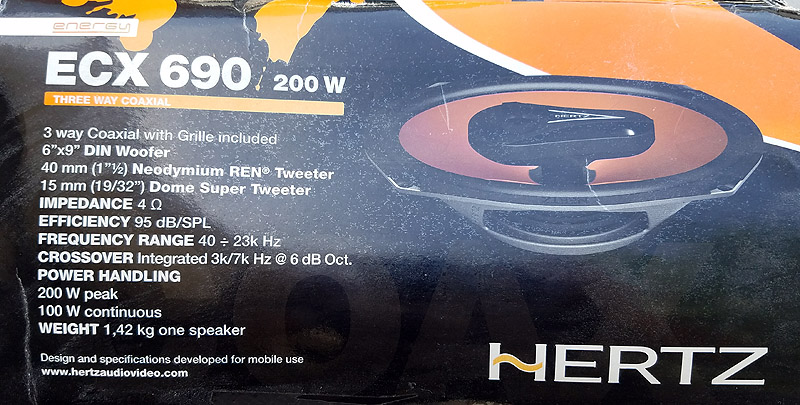 energy
ECX 690 200 W
THREE WAY COAXIAL
3 way Coaxial with Grille included
6”x9” DIN Woofer
40 mm (1”½) Neodymium REN® Tweeter
15 mm (19/32”) Dome Super Tweeter
IMPEDANCE 4 Ω
EFFICIENCY 95 dB/SPL
FREQUENCY RANGE 40 ÷ 23k Hz
CROSSOVER Integrated 3k/7k Hz @ 6 dB Oct.
POWER HANDLING
200 W peak
100 W continuous
WEIGHT 1,42 kg one speaker
Design and specifications developed for mobile use
www.hertzaudiovideo.com
HERTZ
HERTZ